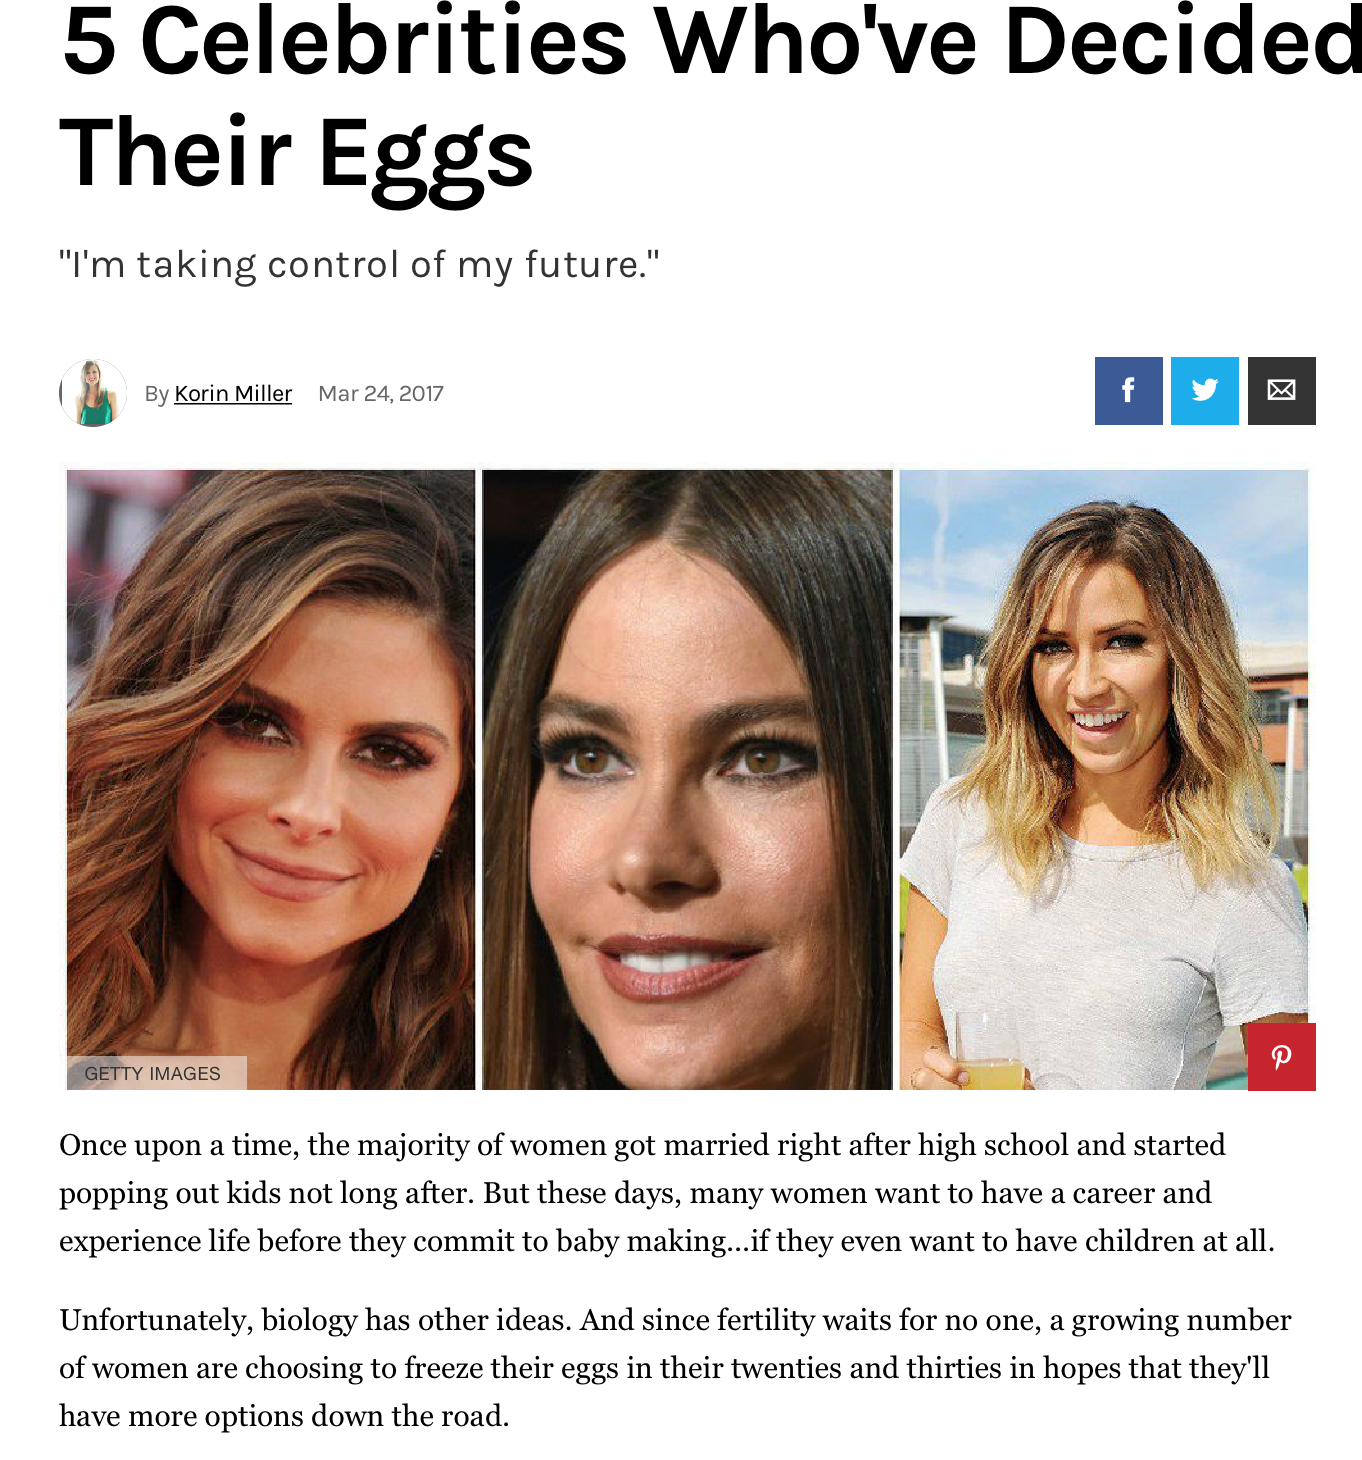 5 Celebrities Who've Decided
Their Eggs
"I'm taking control of my future."
By Korin Miller Mar 24, 2017
f
GETTY IMAGES
Once upon a time, the majority of women got married right after high school and started
popping out kids not long after. But these days, many women want to have a career and
experience life before they commit to baby making...if they even want to have children at all.
Unfortunately, biology has other ideas. And since fertility waits for no one, a growing number
of women are choosing to freeze their eggs in their twenties and thirties in hopes that they'll
have more options down the road.